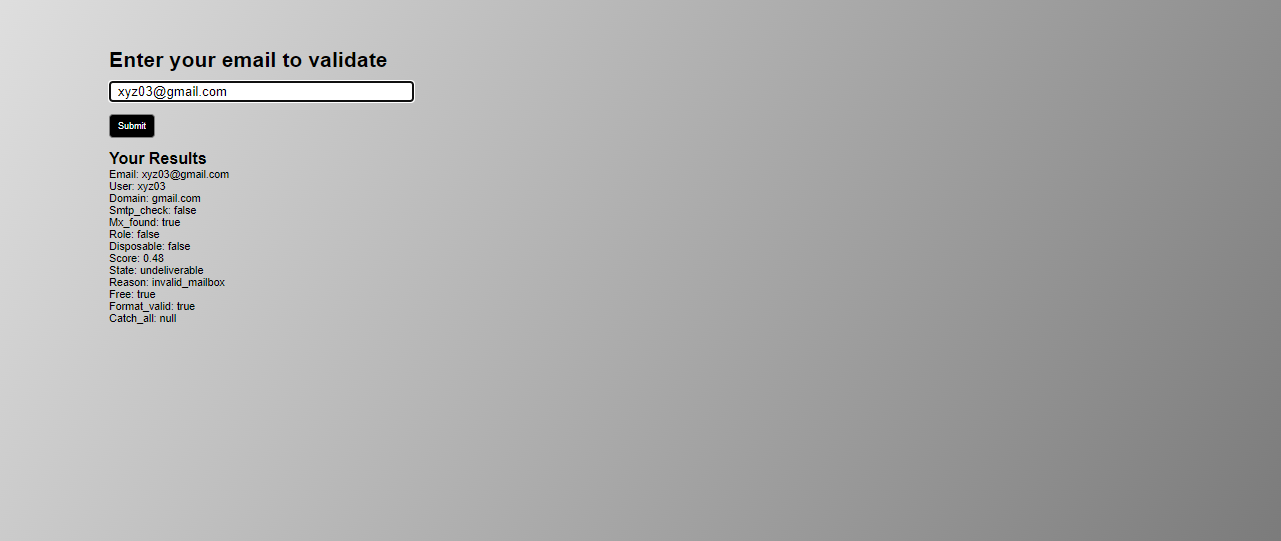 Enter your email to validate
xyz03@gmail.com
Submit
Your Results
Email: xyz03@gmail.com
User: xyz03
Domain: gmail.com
Smtp_check: false
Mx_found: true
Role: false
Disposable: false
Score: 0.48
State: undeliverable
Reason: invalid_mailbox
Free: true
Format_valid: true
Catch_all: null